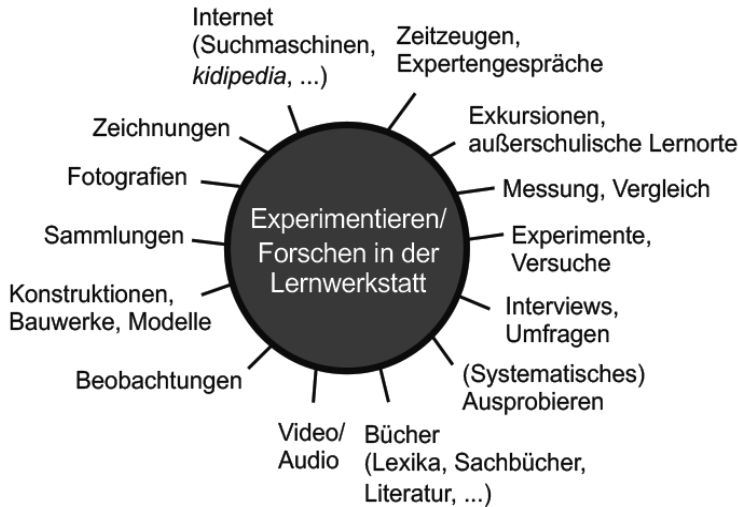 Internet
(Suchmaschinen,
kidipedia, ...)
Zeitzeugen,
Expertengespräche
Exkursionen,
außerschulische Lernorte
Messung, Vergleich
Experimente,
Versuche
Interviews,
Umfragen
(Systematisches)
Ausprobieren
Bücher
(Lexika, Sachbücher,
Literatur, ...)
Video/
Audio
Beobachtungen
Konstruktionen,
Bauwerke, Modelle
Sammlungen
Fotografien
Zeichnungen
Experimentieren/
Forschen in der
Lernwerkstatt